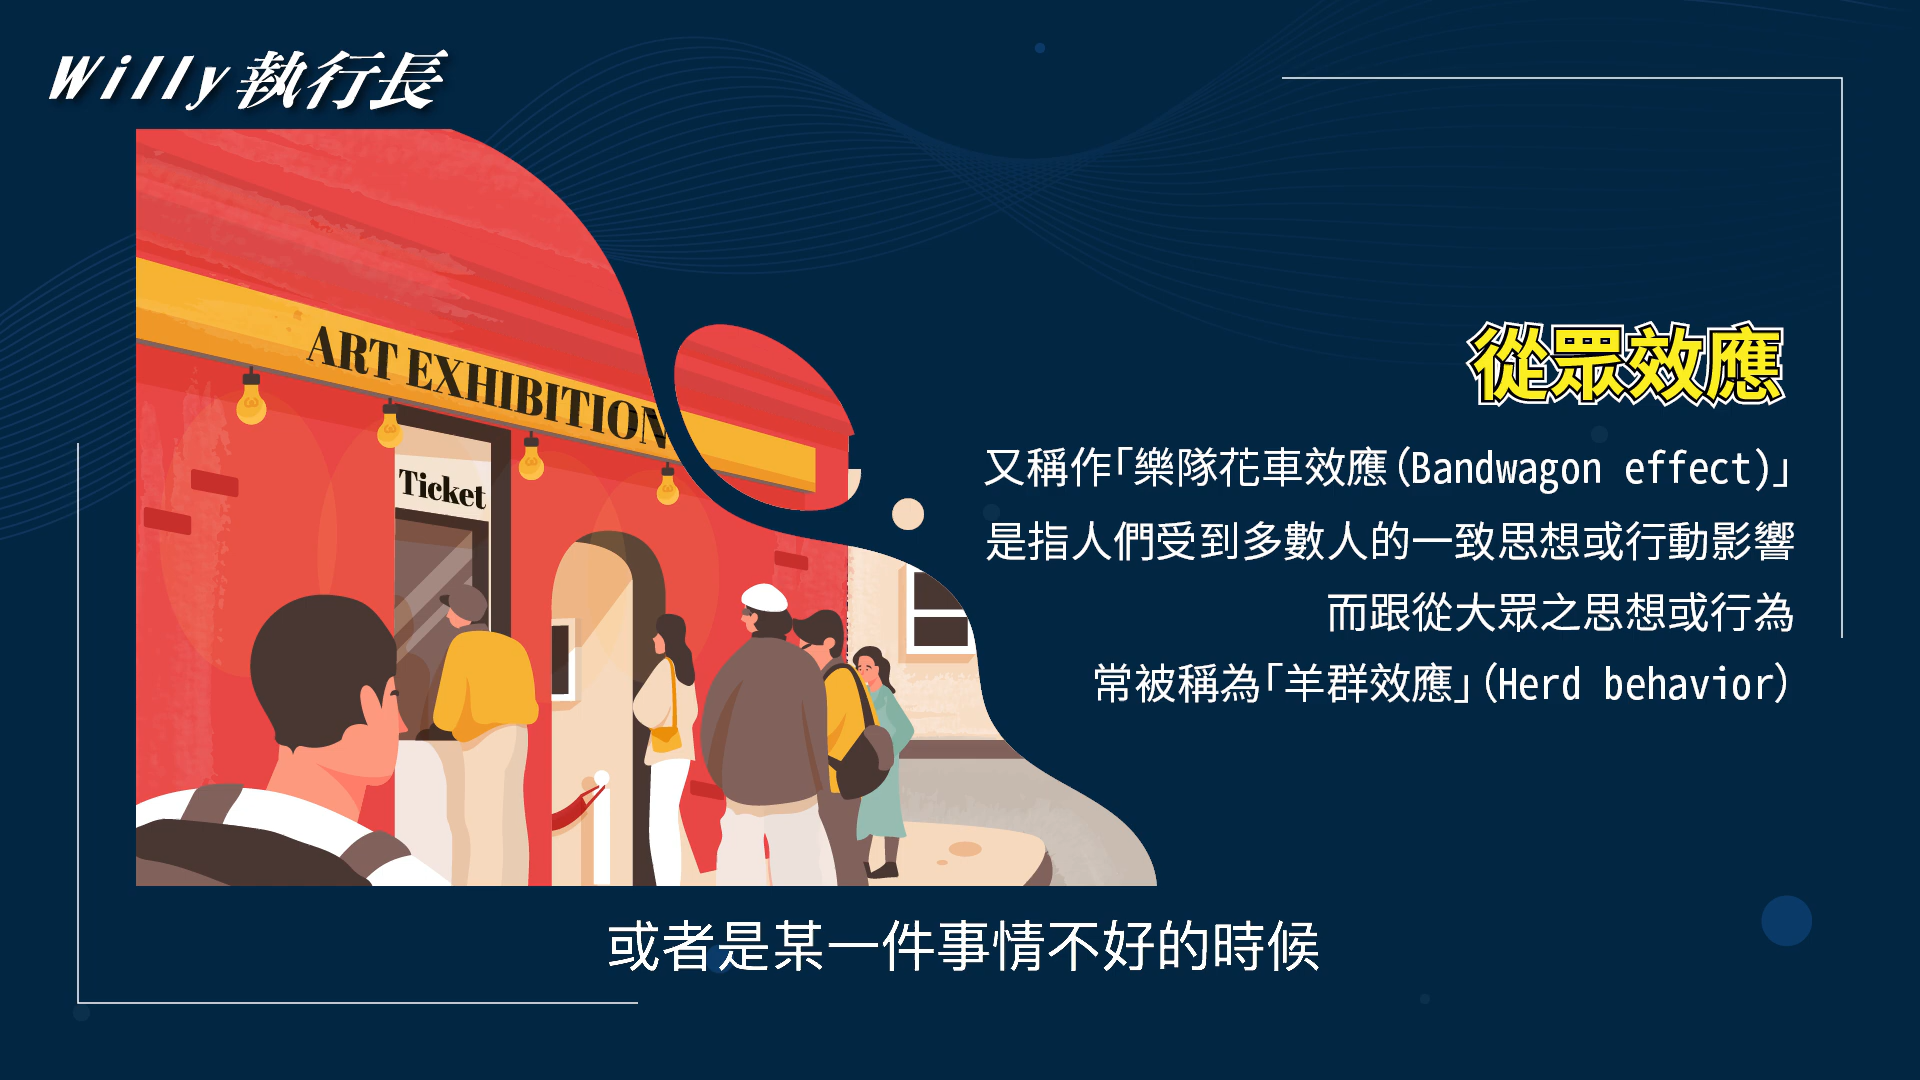 Willy執行長
ART EXHIBITION
Ticket
從眾效應
又稱作「樂隊花車效應(Bandwagon effect)」
是指人們受到多數人的一致思想或行動影響
而跟從大眾之思想或行為
常被稱為「羊群效應」(Herd behavior)
或者是某一件事情不好的時候